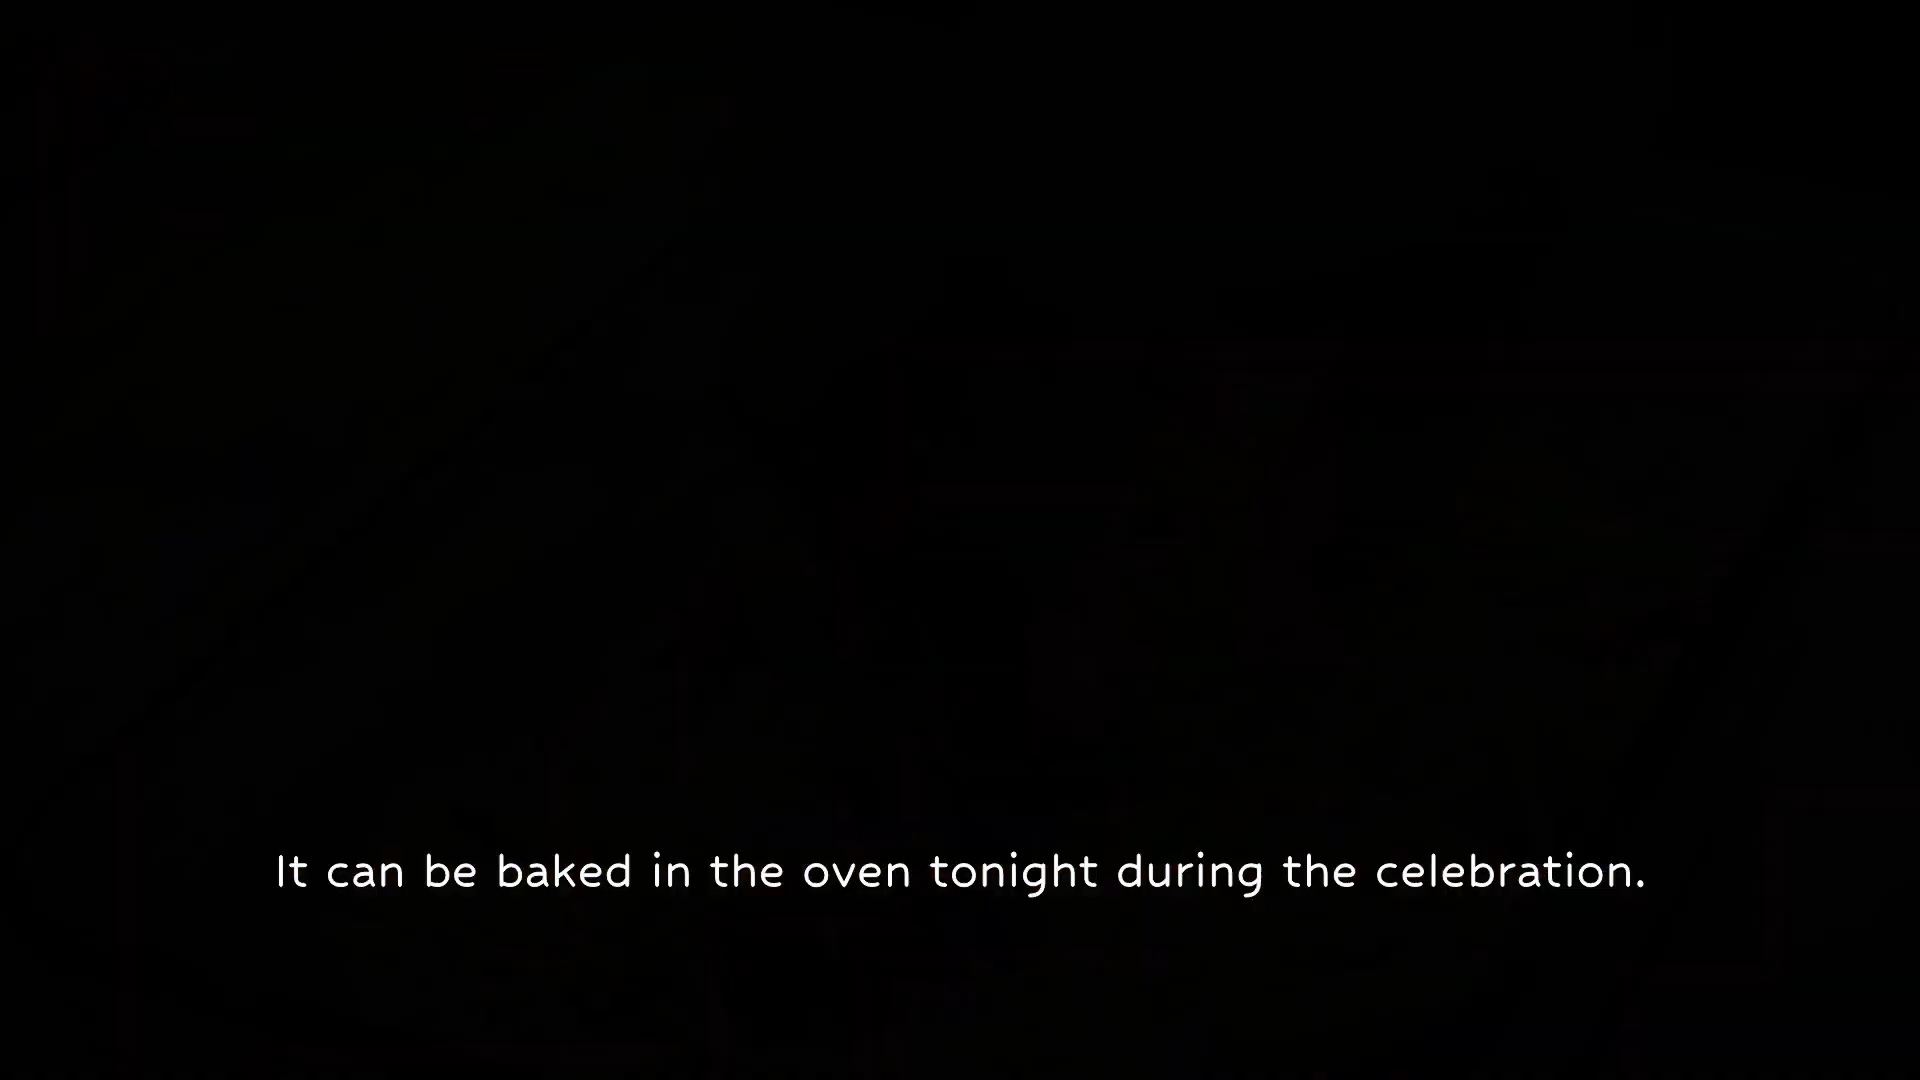 It can be baked in the oven tonight during the celebration.